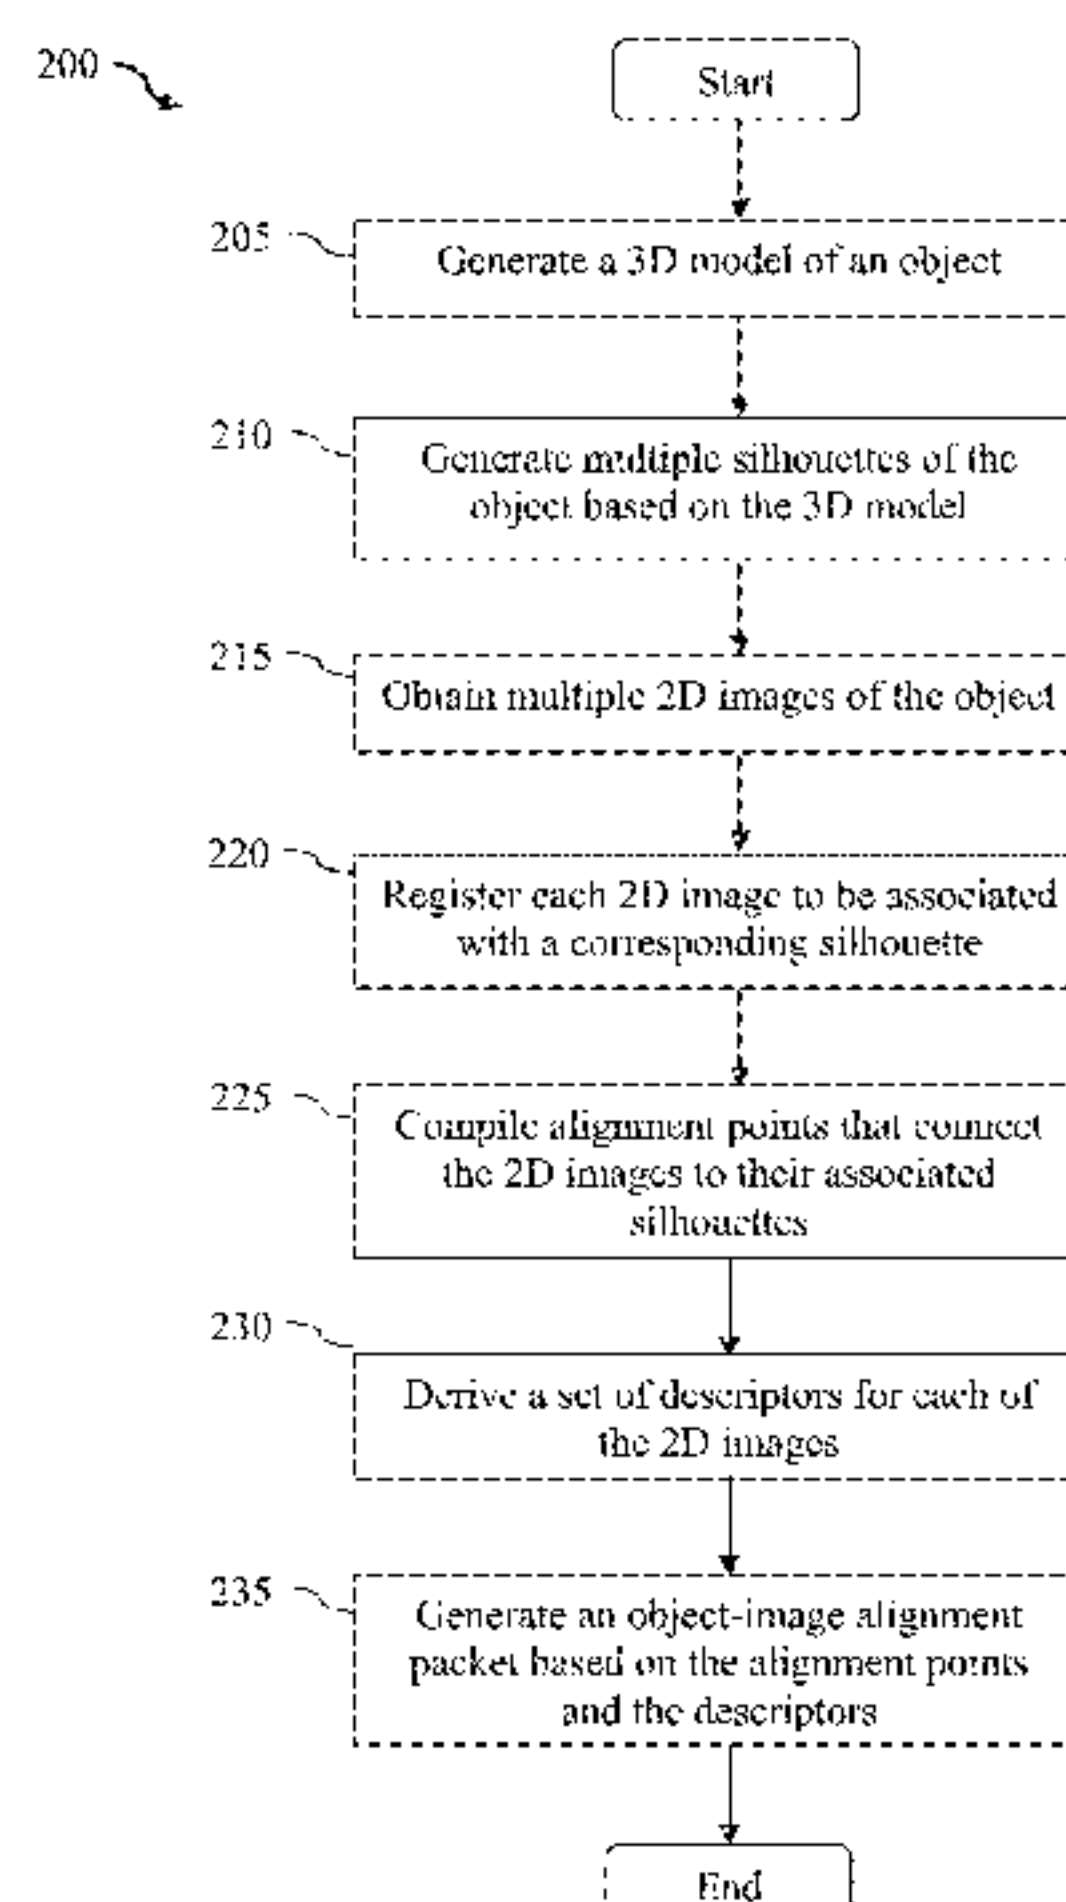 200
Start
205
Generate a 3D model of an object
210
Generate multiple silhouettes of the
object based on the 3D model
215
Obtain multiple 2D images of the object
220
Register each 2D image to be associated
with a corresponding silhouette
225
Compile alignment points that connect
the 2D images to their associated
silhouettes
230
Derive a set of descriptors for each of
the 2D images
235
Generate an object-image alignment
packet based on the alignment points
and the descriptors
End